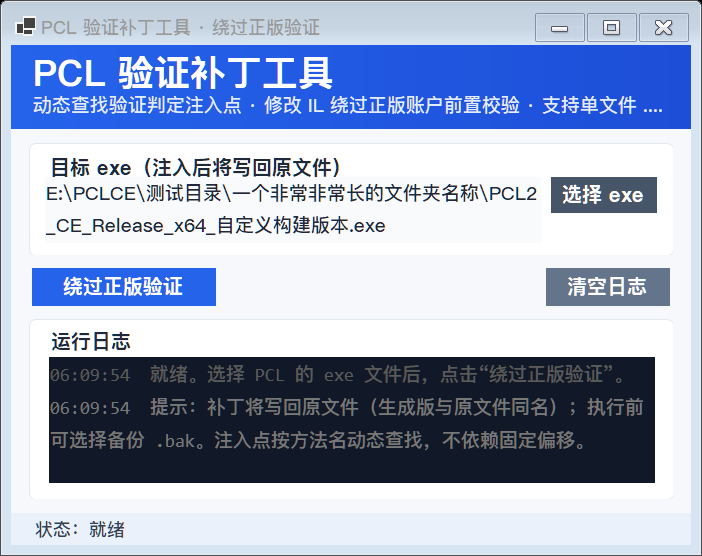 PCL 验证补丁工具 · 绕过正版验证
PCL 验证补丁工具
动态查找验证判定注入点 · 修改 IL 绕过正版账户前置校验 · 支持单文件 ....
目标 exe（注入后将写回原文件）
E:\PCLCE\测试目录\一个非常非常长的文件夹名称\PCL2
_CE_Release_x64_自定义构建版本.exe
选择 exe
绕过正版验证
清空日志
运行日志
06:09:54 就绪。选择 PCL 的 exe 文件后，点击“绕过正版验证”。
06:09:54 提示：补丁将写回原文件（生成版与原文件同名）；执行前
可选择备份 .bak。注入点按方法名动态查找，不依赖固定偏移。
状态：就绪